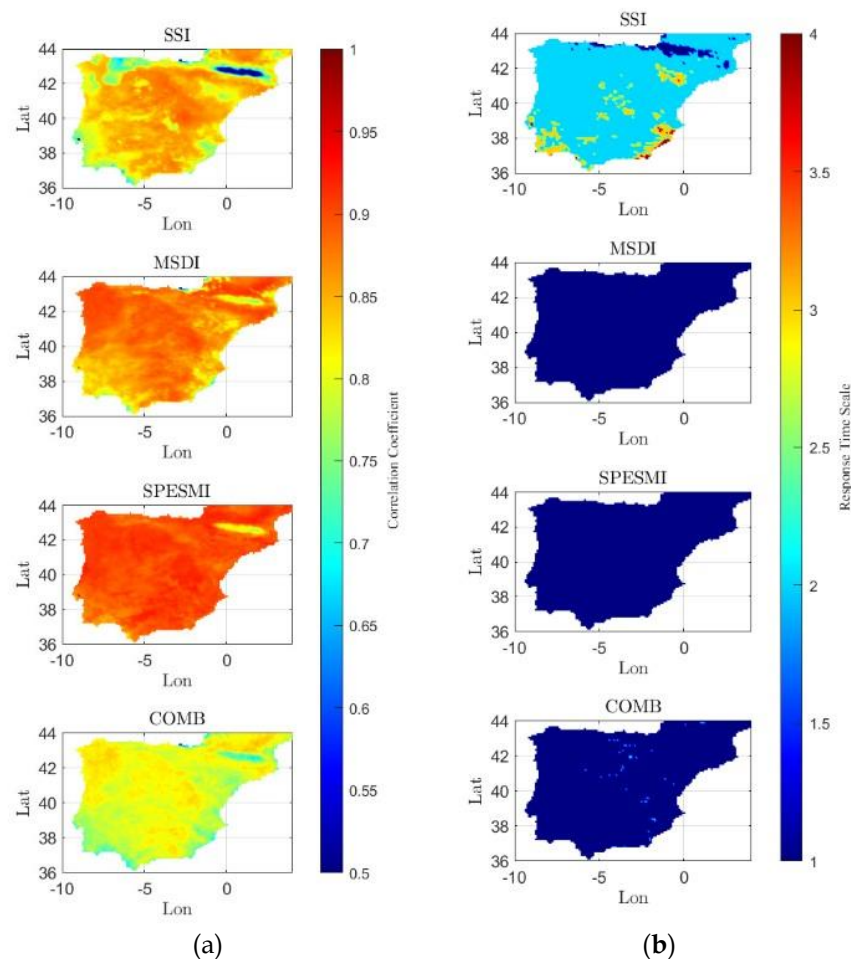 SSI
44
42
40
38
36
Lat
-10 -5 0
Lon
MSDI
44
42
40
38
36
Lat
-10 -5 0
Lon
SPESMI
44
42
40
38
36
Lat
-10 -5 0
Lon
COMB
44
42
40
38
36
Lat
-10 -5 0
Lon
1
0.95
0.9
0.85
0.8
0.75
0.7
0.65
0.6
0.55
0.5
Correlation Coefficient
(a)
SSI
44
42
40
38
36
Lat
-10 -5 0
Lon
MSDI
44
42
40
38
36
Lat
-10 -5 0
Lon
SPESMI
44
42
40
38
36
Lat
-10 -5 0
Lon
COMB
44
42
40
38
36
Lat
-10 -5 0
Lon
4
3.5
3
2.5
2
1.5
1
Response Time Scale
(b)